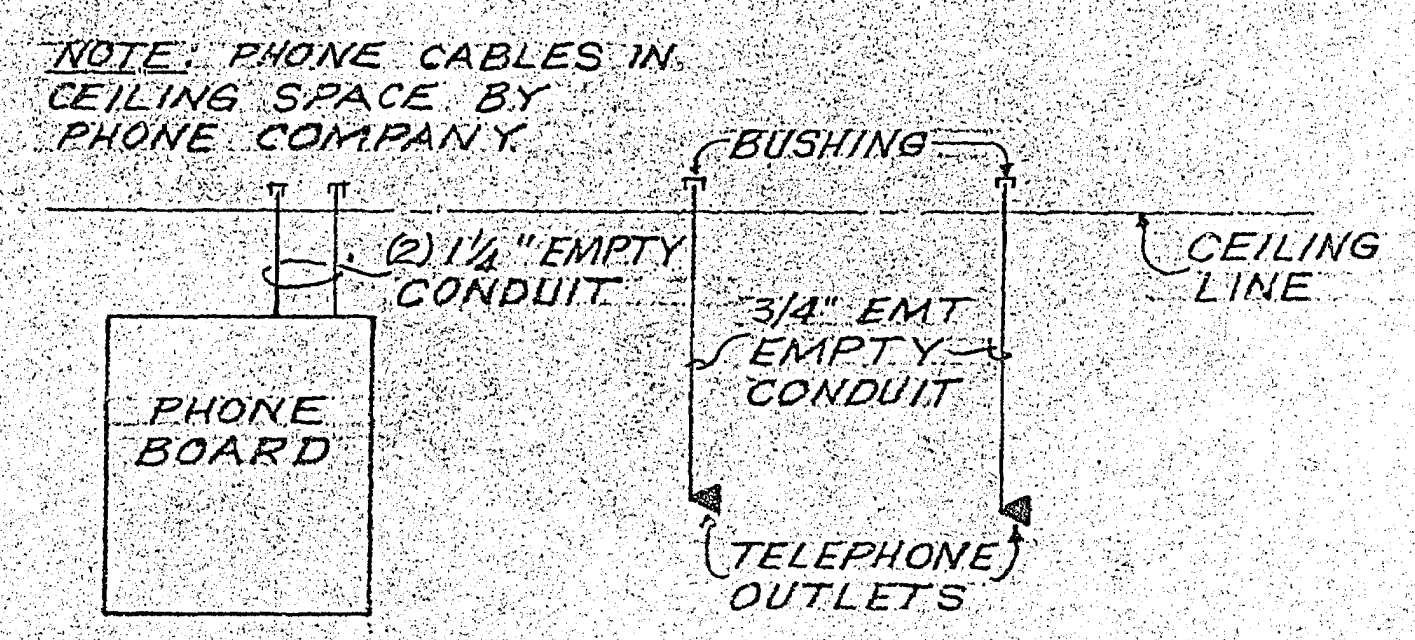 NOTE: PHONE CABLES IN
CEILING SPACE BY
PHONE COMPANY.
BUSHING
(2) 1¼" EMPTY
CONDUIT
CEILING
LINE
3/4" EMT
EMPTY
CONDUIT
PHONE
BOARD
TELEPHONE
OUTLETS